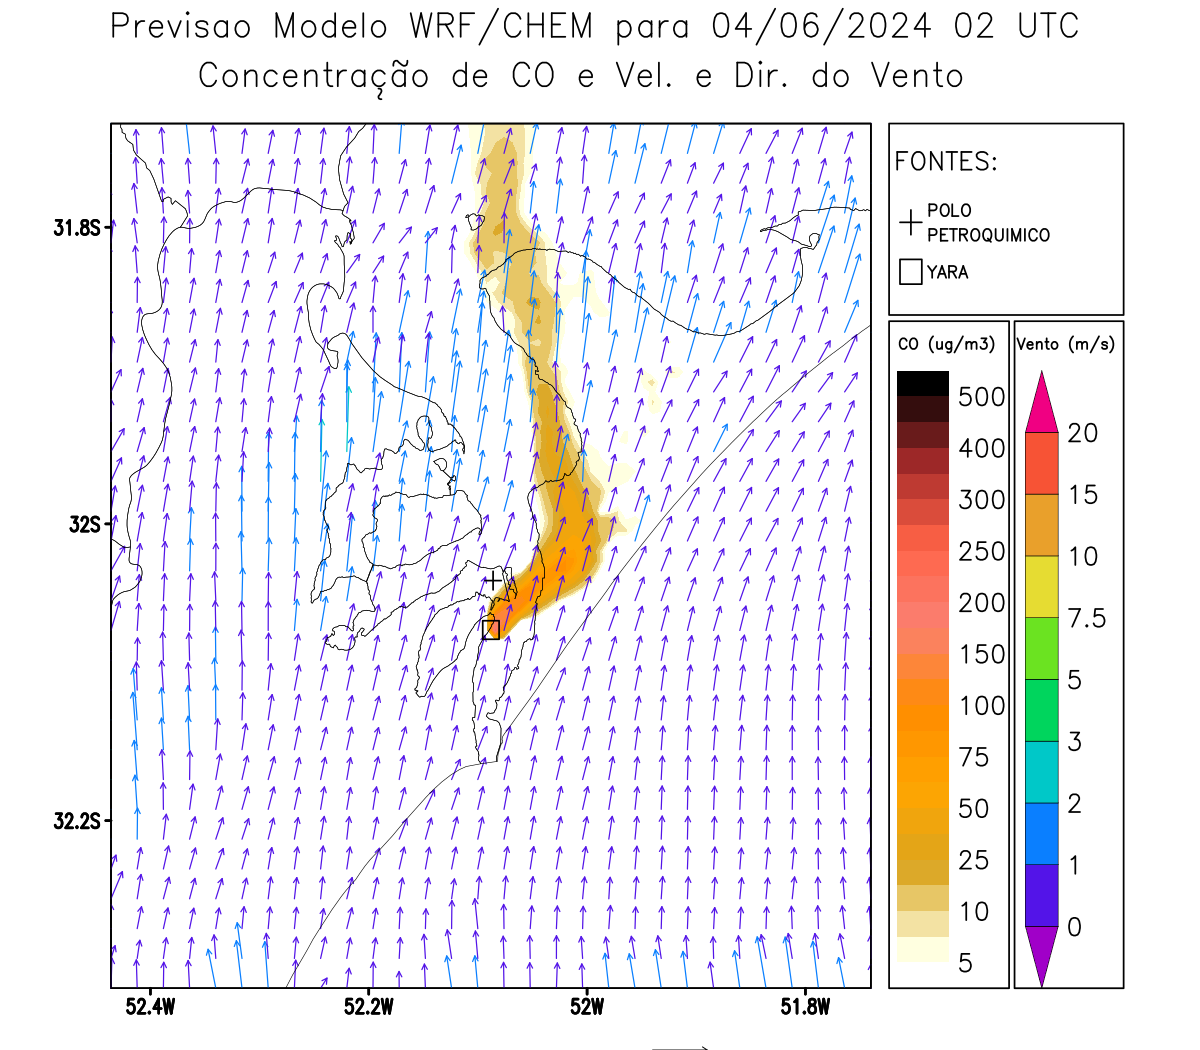 Previsao Modelo WRF/CHEM para 04/06/2024 02 UTC
Concentração de CO e Vel. e Dir. do Vento
FONTES:
POLO
PETROQUIMICO
YARA
31.8S
32S
32.2S
52.4W 52.2W 52W 51.8W
CO (ug/m3)
500
400
300
250
200
150
100
75
50
25
10
5
Vento (m/s)
20
15
10
7.5
5
3
2
1
0